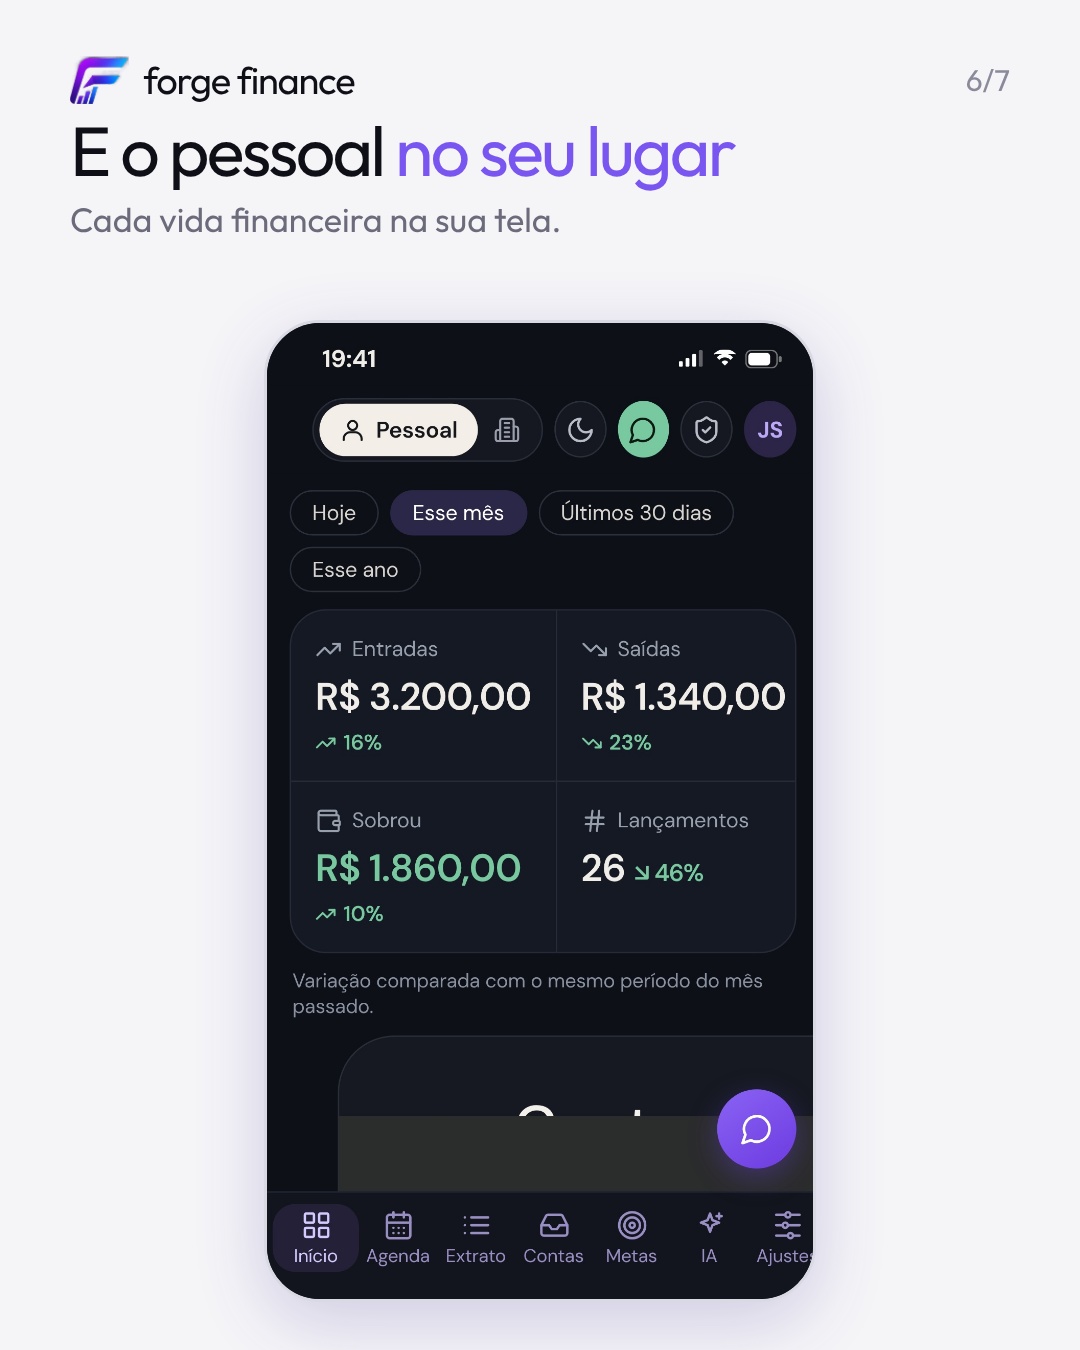 forge finance
6/7
E o pessoal no seu lugar
Cada vida financeira na sua tela.
19:41
Pessoal
JS
Hoje
Esse mês
Últimos 30 dias
Esse ano
Entradas
R$ 3.200,00
16%
Saídas
R$ 1.340,00
23%
Sobrou
R$ 1.860,00
10%
Lançamentos
26 46%
Variação comparada com o mesmo período do mês
passado.
Início
Agenda
Extrato
Contas
Metas
IA
Ajustes